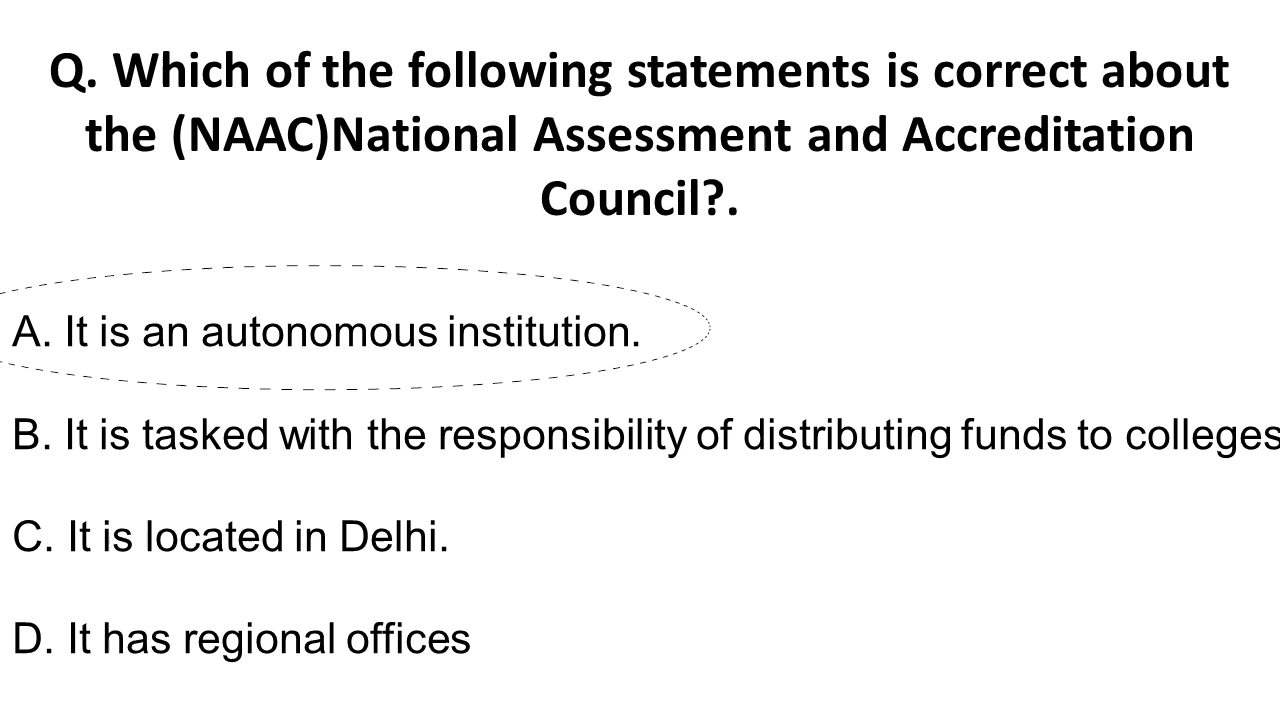 Q. Which of the following statements is correct about
the (NAAC)National Assessment and Accreditation
Council?.
A. It is an autonomous institution.
B. It is tasked with the responsibility of distributing funds to colleges
C. It is located in Delhi.
D. It has regional offices